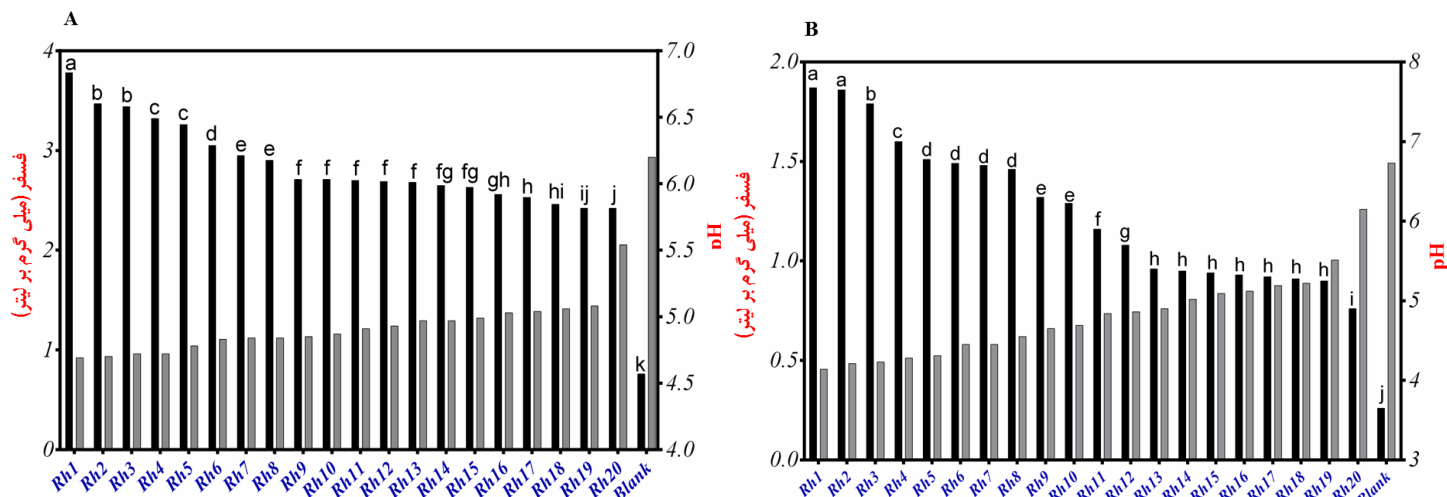 A
4
3
2
1
0
فسفر (میلی گرم بر لیتر)
7.0
6.5
6.0
5.5
5.0
4.5
4.0
pH
a
b
b
c
c
d
e
e
f
f
f
f
f
fg
fg
gh
h
hi
ij
j
k
Rh1
Rh2
Rh3
Rh4
Rh5
Rh6
Rh7
Rh8
Rh9
Rh10
Rh11
Rh12
Rh13
Rh14
Rh15
Rh16
Rh17
Rh18
Rh19
Rh20
Blank
B
2.0
1.5
1.0
0.5
0.0
فسفر (میلی گرم بر لیتر)
8
7
6
5
4
3
pH
a
a
b
c
d
d
d
d
e
e
f
g
h
h
h
h
h
h
h
i
j
Rh1
Rh2
Rh3
Rh4
Rh5
Rh6
Rh7
Rh8
Rh9
Rh10
Rh11
Rh12
Rh13
Rh14
Rh15
Rh16
Rh17
Rh18
Rh19
Rh20
Blank